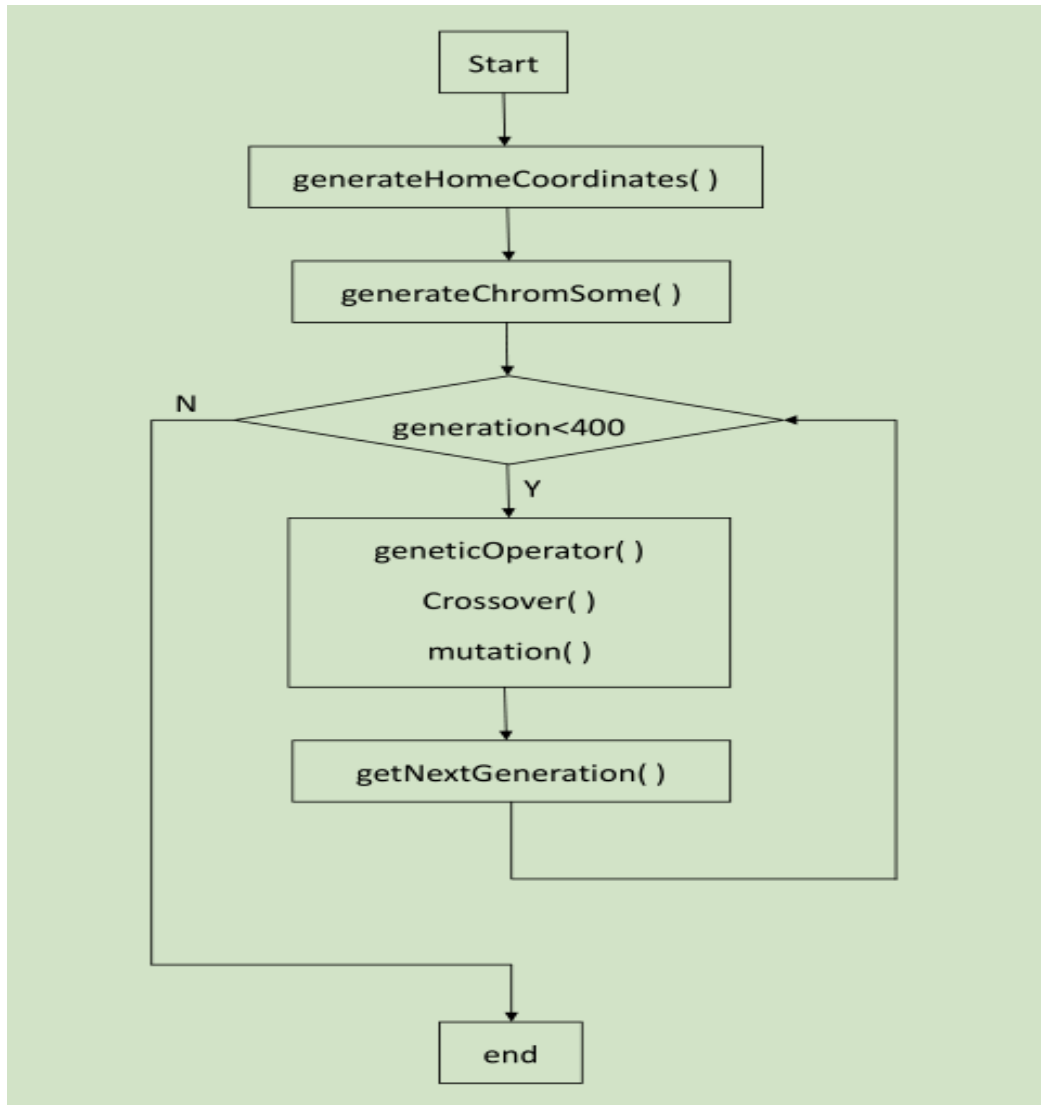 Start
generateHomeCoordinates( )
generateChromSome( )
N
generation<400
Y
geneticOperator( )
Crossover( )
mutation( )
getNextGeneration( )
end